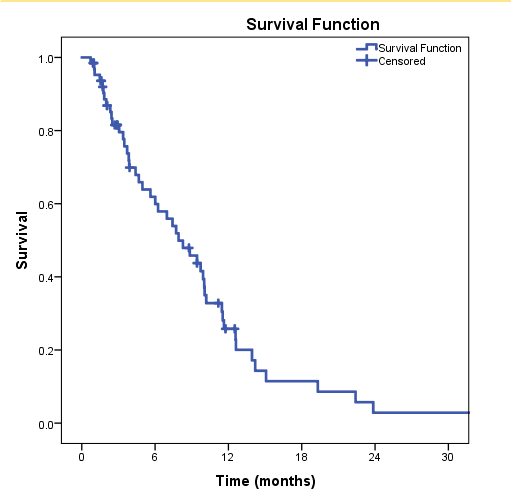 Survival Function
Survival Function
Censored
1.0
0.8
0.6
0.4
0.2
0.0
Survival
0 6 12 18 24 30
Time (months)